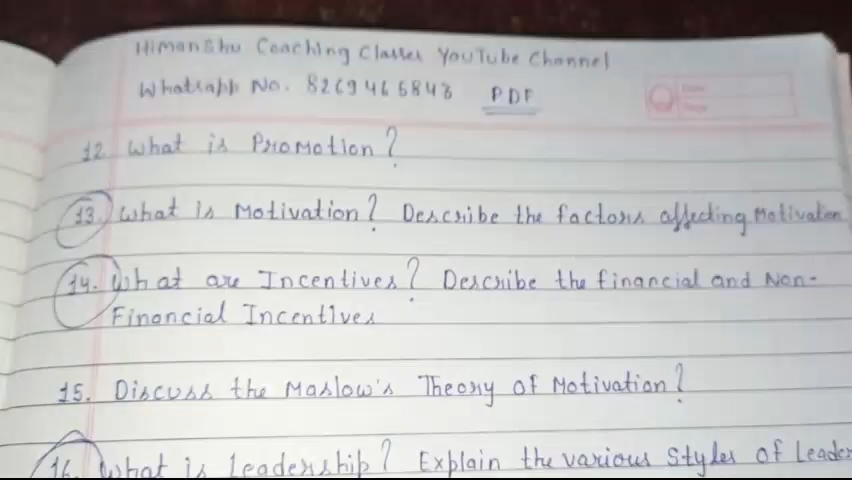 Himanshu Coaching Classes YouTube Channel
Whatsapp No. 8269465843 PDF
12. What is Promotion?
13. What is Motivation? Describe the factors affecting Motivation
14. What are Incentives? Describe the financial and Non-
Financial Incentives
15. Discuss the Maslow's Theory of Motivation?
16. What is Leadership? Explain the various Styles of Leader